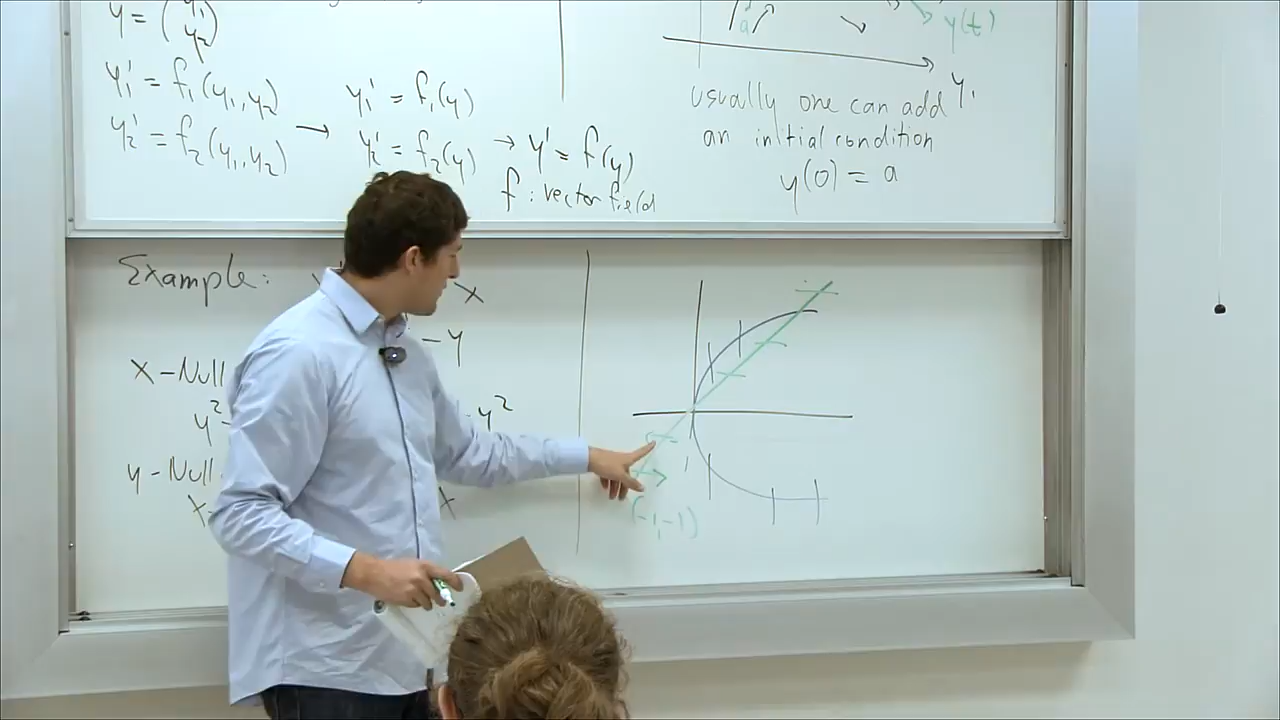 y = (y1'
y2)
y1' = f1(y1,y2)
y2' = f2(y1,y2)
→
y1' = f1(y)
y2' = f2(y)
→ y' = f(y)
f : vector field
a
y(t)
y1
usually one can add
an initial condition
y(0) = a
Example:
x
-y
x-Null
y²
y²
y-Null
x
x
(-1,-1)